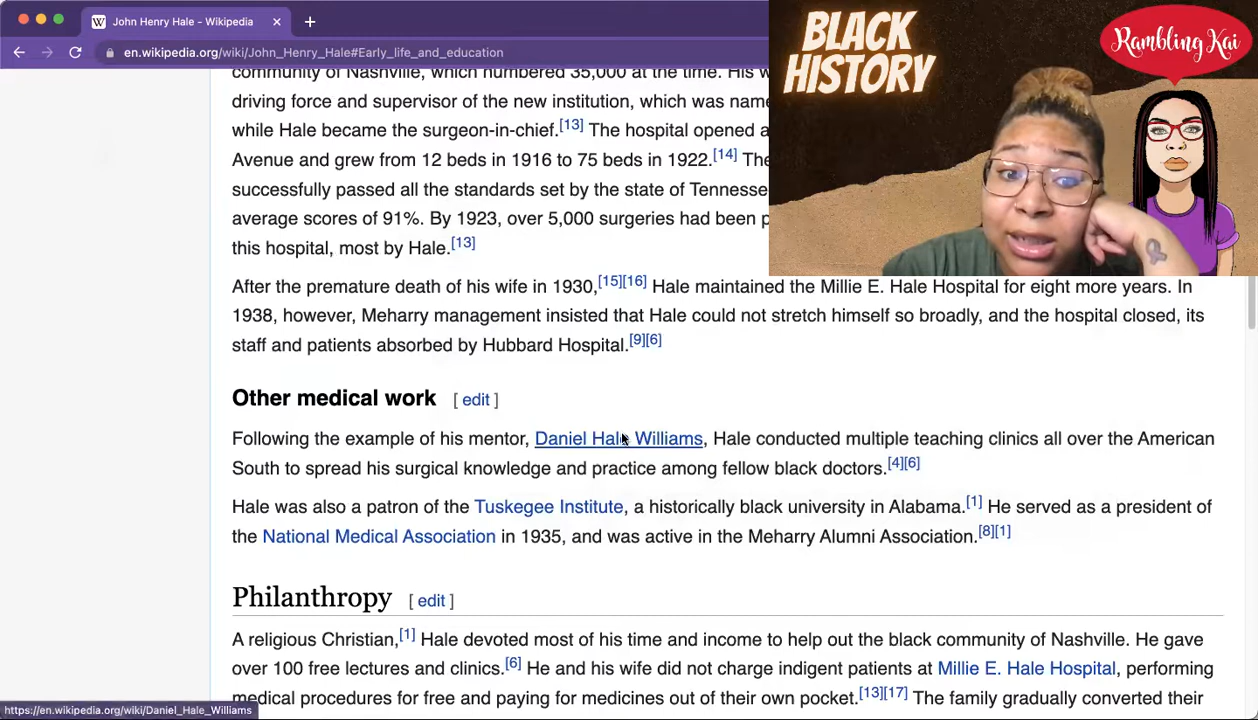 John Henry Hale - Wikipedia
en.wikipedia.org/wiki/John_Henry_Hale#Early_life_and_education
BLACK
HISTORY
Rambling Kai
community of Nashville, which numbered 35,000 at the time. His w
driving force and supervisor of the new institution, which was name
while Hale became the surgeon-in-chief.[13] The hospital opened a
Avenue and grew from 12 beds in 1916 to 75 beds in 1922.[14] The
successfully passed all the standards set by the state of Tennesse
average scores of 91%. By 1923, over 5,000 surgeries had been p
this hospital, most by Hale.[13]
After the premature death of his wife in 1930,[15][16] Hale maintained the Millie E. Hale Hospital for eight more years. In
1938, however, Meharry management insisted that Hale could not stretch himself so broadly, and the hospital closed, its
staff and patients absorbed by Hubbard Hospital.[9][6]
Other medical work [ edit ]
Following the example of his mentor, Daniel Hale Williams, Hale conducted multiple teaching clinics all over the American
South to spread his surgical knowledge and practice among fellow black doctors.[4][6]
Hale was also a patron of the Tuskegee Institute, a historically black university in Alabama.[1] He served as a president of
the National Medical Association in 1935, and was active in the Meharry Alumni Association.[8][1]
Philanthropy [ edit ]
A religious Christian,[1] Hale devoted most of his time and income to help out the black community of Nashville. He gave
over 100 free lectures and clinics.[6] He and his wife did not charge indigent patients at Millie E. Hale Hospital, performing
medical procedures for free and paying for medicines out of their own pocket.[13][17] The family gradually converted their
https://en.wikipedia.org/wiki/Daniel_Hale_Williams